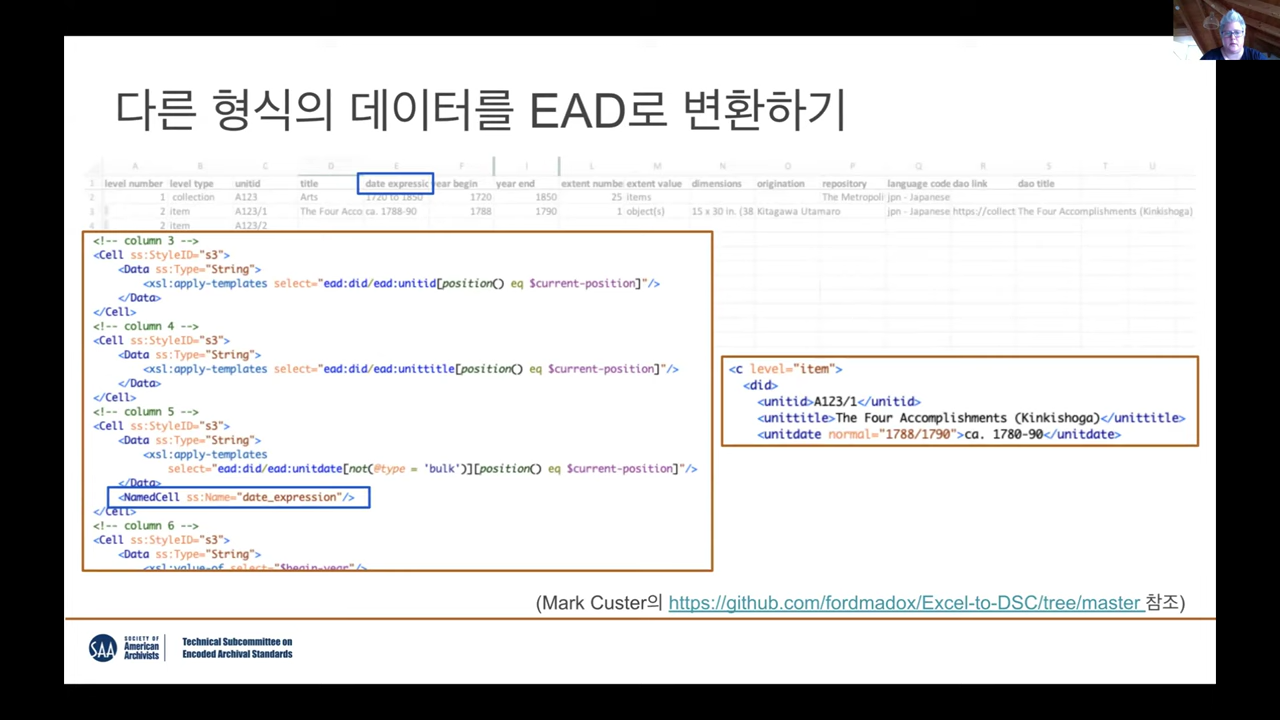 다른 형식의 데이터를 EAD로 변환하기
A B C D E F I L M N O P Q R S T U
1 level number level type unitid title date expressic year begin year end extent numbe extent value dimensions origination repository language code dao link dao title
1 collection A123 Arts 1720 to 1850 1720 1850 25 items The Metropoli jpn - Japanese
3 2 item A123/1 The Four Acco ca. 1788-90 1788 1790 1 object(s) 15 x 30 in. (38 Kitagawa Utamaro jpn - Japanese https://collect The Four Accomplishments (Kinkishoga)
2 item A123/2
<!-- column 3 -->
<Cell ss:StyleID="s3">
<Data ss:Type="String">
<xsl:apply-templates select="ead:did/ead:unitid[position() eq $current-position]"/>
</Data>
</Cell>
<!-- column 4 -->
<Cell ss:StyleID="s3">
<Data ss:Type="String">
<xsl:apply-templates select="ead:did/ead:unittitle[position() eq $current-position]"/>
</Data>
</Cell>
<!-- column 5 -->
<Cell ss:StyleID="s3">
<Data ss:Type="String">
<xsl:apply-templates
select="ead:did/ead:unitdate[not(@type = 'bulk')][position() eq $current-position]"/>
</Data>
<NamedCell ss:Name="date_expression"/>
</Cell>
<!-- column 6 -->
<Cell ss:StyleID="s3">
<Data ss:Type="String">
<xsl:value-of select="$begin-year"/>
<c level="item">
<did>
<unitid>A123/1</unitid>
<unittitle>The Four Accomplishments (Kinkishoga)</unittitle>
<unitdate normal="1788/1790">ca. 1780-90</unitdate>
(Mark Custer의 https://github.com/fordmadox/Excel-to-DSC/tree/master 참조)
SAA
SOCIETY OF
American
Archivists
Technical Subcommittee on
Encoded Archival Standards